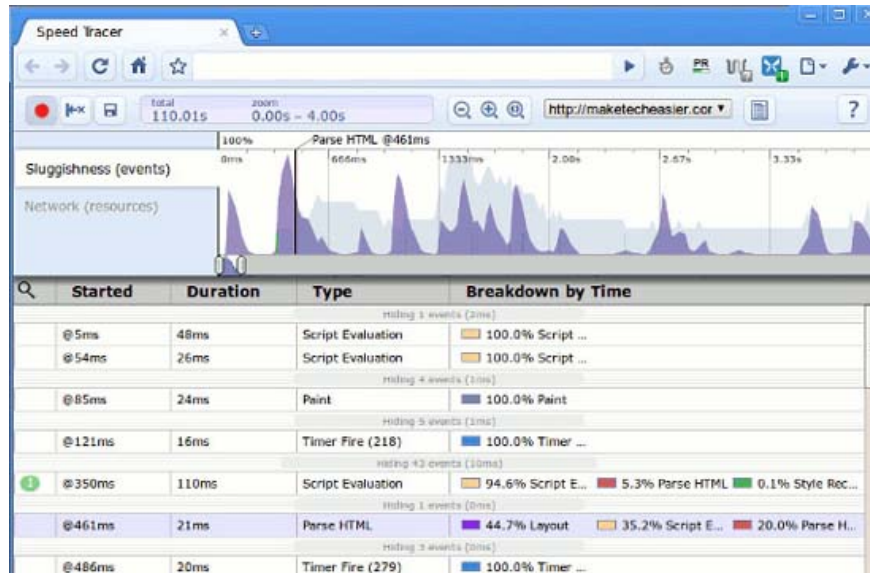 Speed Tracer
PR
total 110.01s zoom 0.00s – 4.00s http://maketecheasier.cor ?
100% Parse HTML @461ms
Sluggishness (events) 0ms 666ms 1333ms 2.00s 2.67s 3.33s
Network (resources)
Started Duration Type Breakdown by Time
Hiding 1 events (2ms)
@5ms 48ms Script Evaluation 100.0% Script ...
@54ms 26ms Script Evaluation 100.0% Script ...
Hiding 4 events (1ms)
@85ms 24ms Paint 100.0% Paint
Hiding 5 events (1ms)
@121ms 16ms Timer Fire (218) 100.0% Timer ...
Hiding 43 events (10ms)
1 @350ms 110ms Script Evaluation 94.6% Script E... 5.3% Parse HTML 0.1% Style Rec...
Hiding 1 events (0ms)
@461ms 21ms Parse HTML 44.7% Layout 35.2% Script E... 20.0% Parse H...
Hiding 3 events (0ms)
@486ms 20ms Timer Fire (279) 100.0% Timer ...